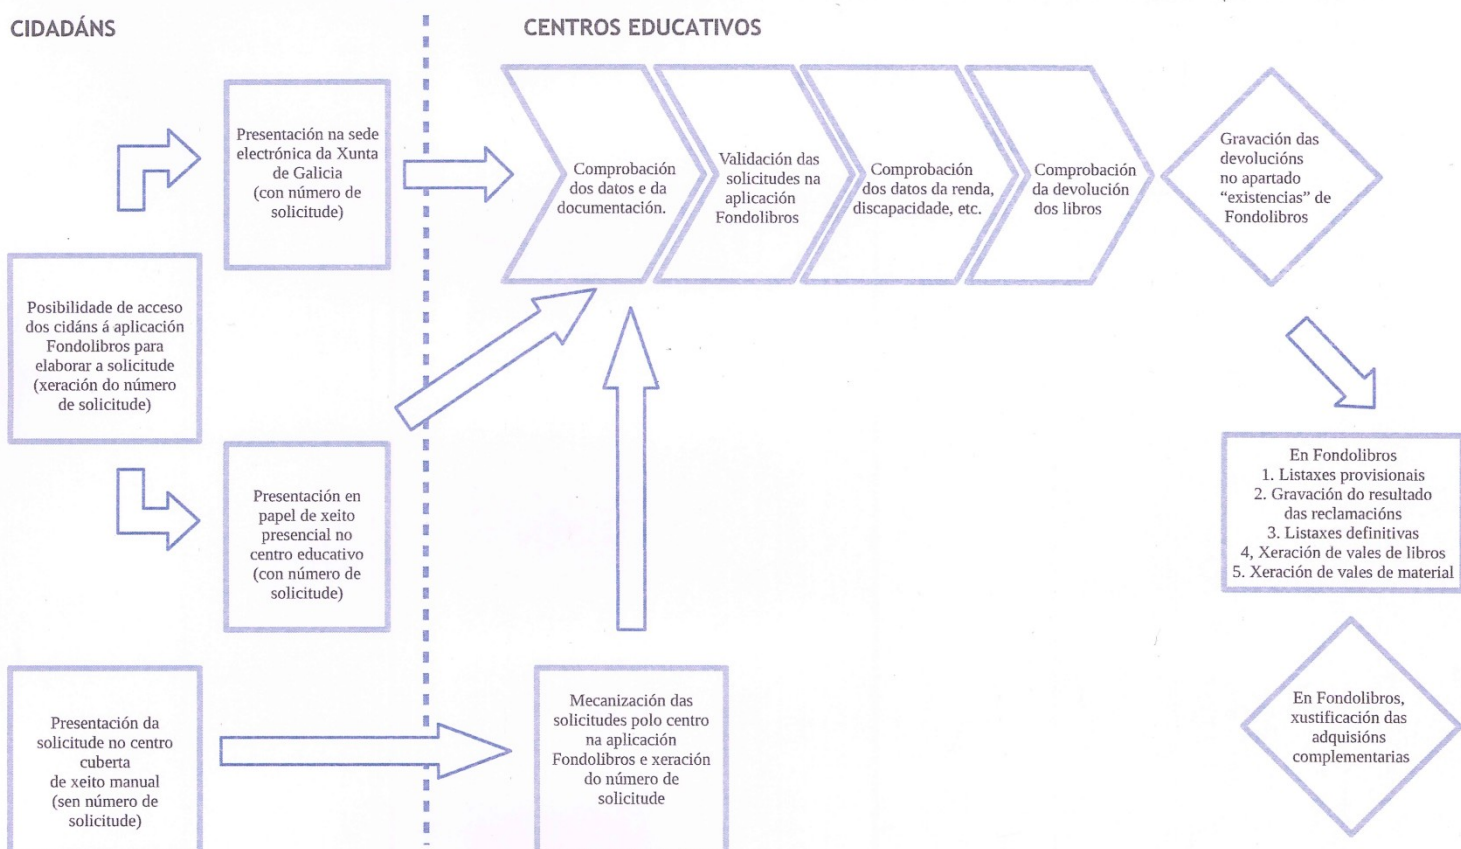 CIDADÁNS
CENTROS EDUCATIVOS
Presentación na sede
electrónica da Xunta
de Galicia
(con número de
solicitude)
Comprobación
dos datos e da
documentación.
Validación das
solicitudes na
aplicación
Fondolibros
Comprobación
dos datos da renda,
discapacidade, etc.
Comprobación
da devolución
dos libros
Gravación das
devolucións
no apartado
“existencias” de
Fondolibros
Posibilidade de acceso
dos cidáns á aplicación
Fondolibros para
elaborar a solicitude
(xeración do número
de solicitude)
Presentación en
papel de xeito
presencial no
centro educativo
(con número de
solicitude)
En Fondolibros
1. Listaxes provisionais
2. Gravación do resultado
das reclamacións
3. Listaxes definitivas
4, Xeración de vales de libros
5. Xeración de vales de material
Presentación da
solicitude no centro
cuberta
de xeito manual
(sen número de
solicitude)
Mecanización das
solicitudes polo centro
na aplicación
Fondolibros e xeración
do número de
solicitude
En Fondolibros,
xustificación das
adquisións
complementarias